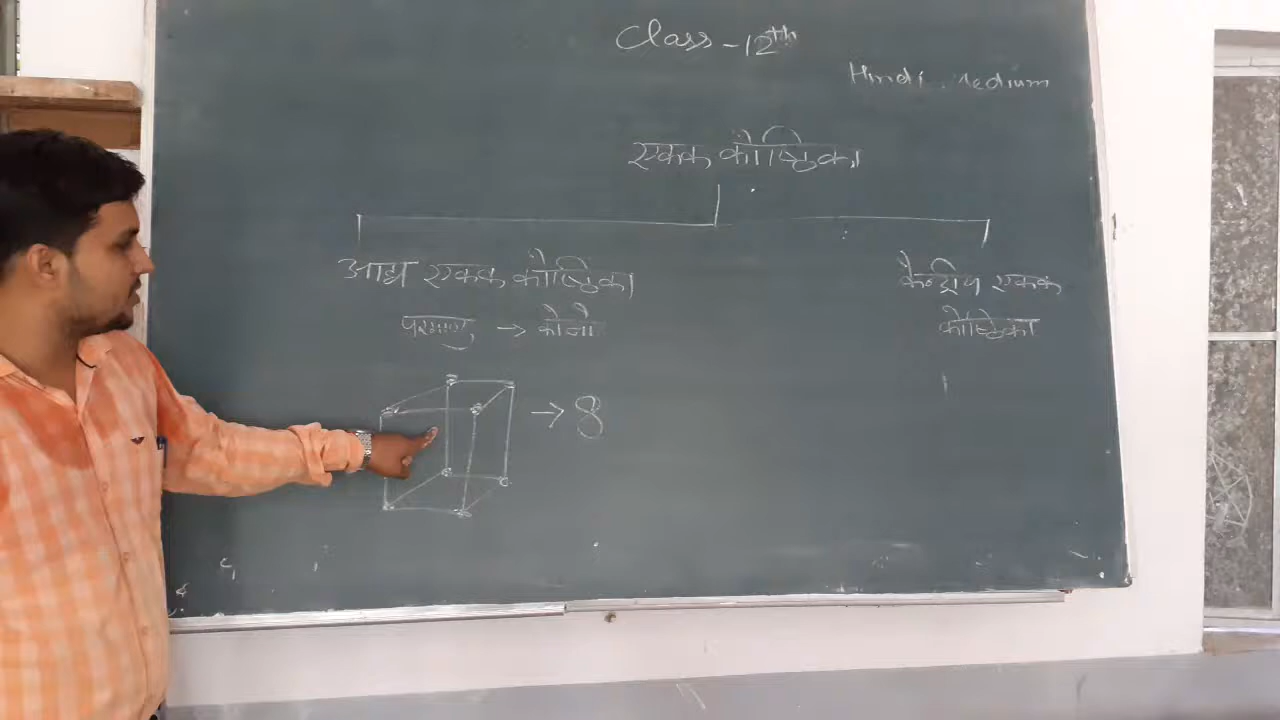 Class - 12th
Hindi Medium
एकक कौष्ठिका
आद्य एकक कौष्ठिका
केन्द्रीय एकक
कौष्ठिका
परमाणु → कोनो
→ 8